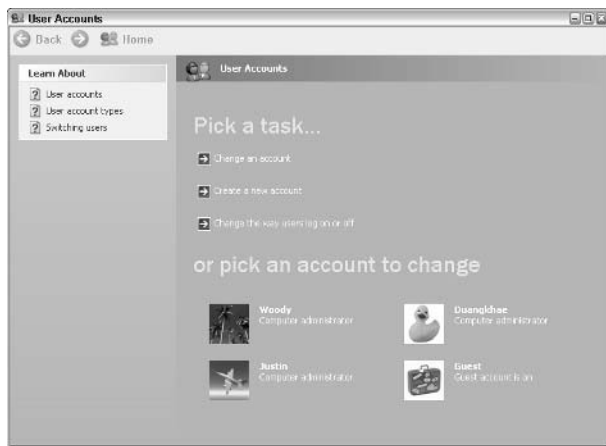 User Accounts
Back Home
Learn About
User accounts
User account types
Switching users
User Accounts
Pick a task...
Change an account
Create a new account
Change the way users log on or off
or pick an account to change
Woody
Computer administrator
Duangkhae
Computer administrator
Justin
Computer administrator
Guest
Guest account is on